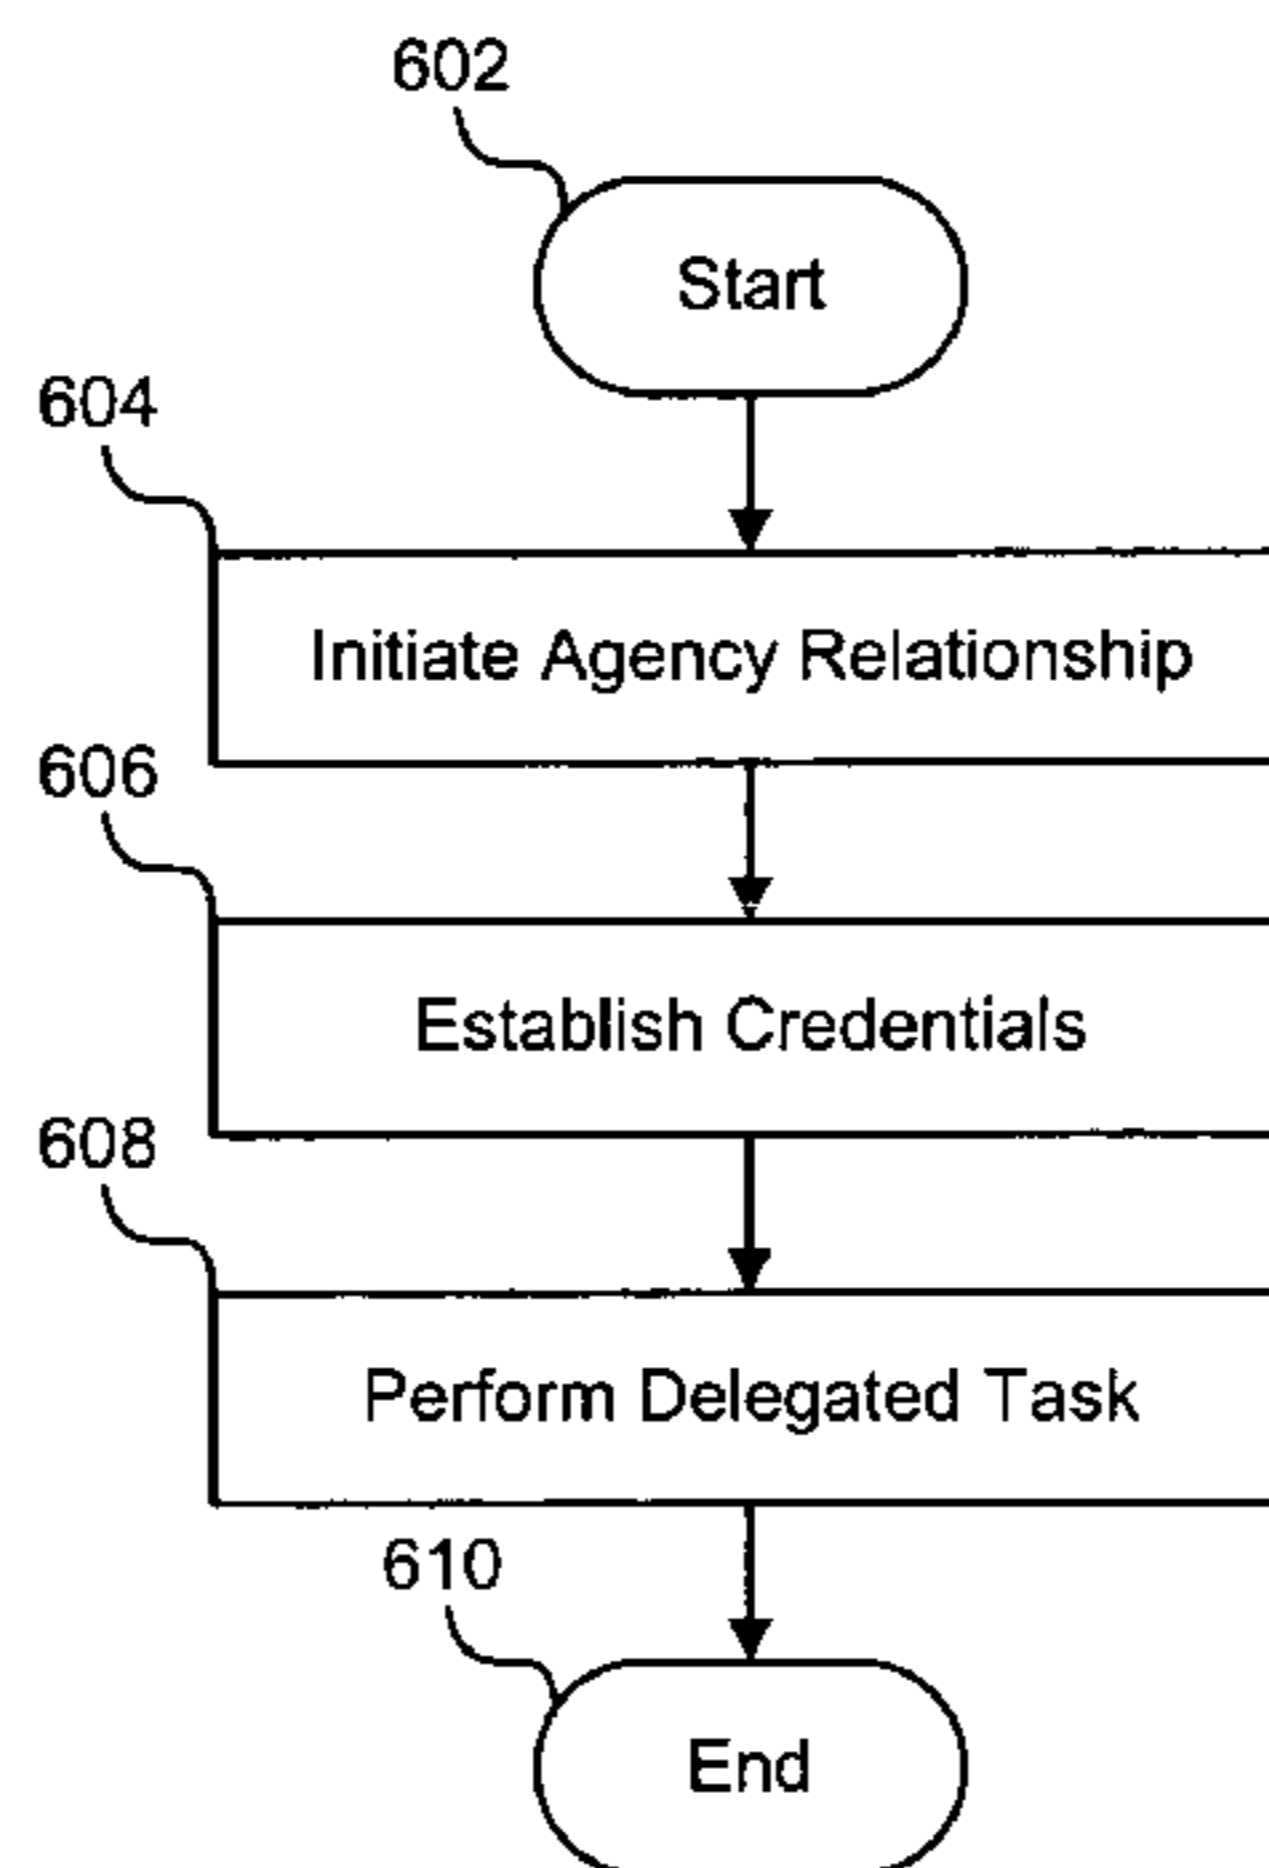 602
Start
604
Initiate Agency Relationship
606
Establish Credentials
608
Perform Delegated Task
610
End